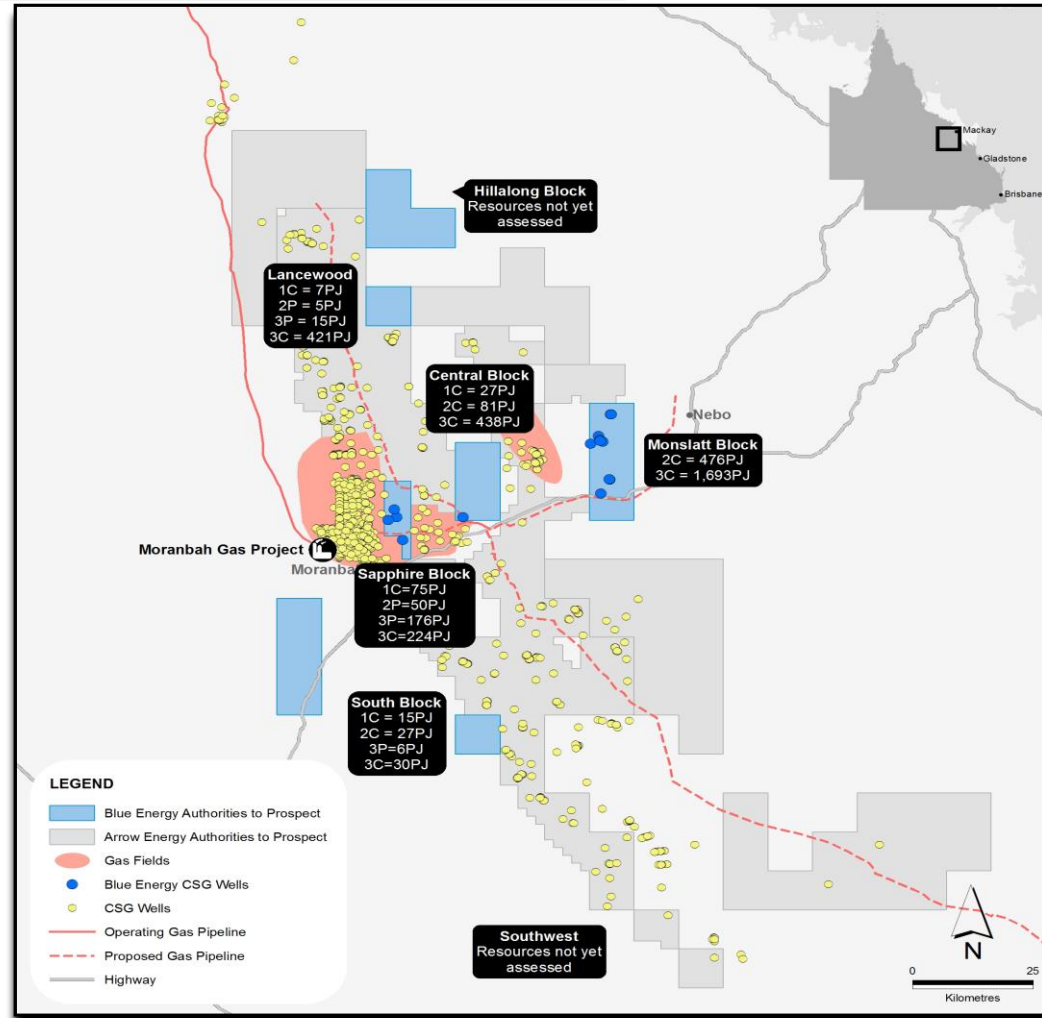 Mackay
Gladstone
Brisbane
Hillalong Block
Resources not yet
assessed
Lancewood
1C = 7PJ
2P = 5PJ
3P = 15PJ
3C = 421PJ
Central Block
1C = 27PJ
2C = 81PJ
3C = 438PJ
Nebo
Monslatt Block
2C = 476PJ
3C = 1,693PJ
Moranbah Gas Project
Moranba
Sapphire Block
1C=75PJ
2P=50PJ
3P=176PJ
3C=224PJ
South Block
1C = 15PJ
2C = 27PJ
3P=6PJ
3C=30PJ
LEGEND
Blue Energy Authorities to Prospect
Arrow Energy Authorities to Prospect
Gas Fields
Blue Energy CSG Wells
CSG Wells
Operating Gas Pipeline
Proposed Gas Pipeline
Highway
Southwest
Resources not yet
assessed
N
0 25
Kilometres